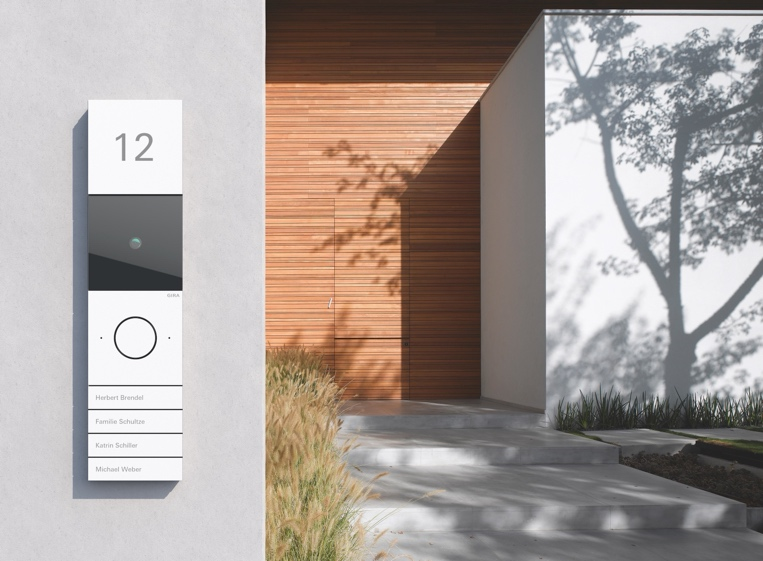 12
GIRA
Herbert Brendel
Familie Schultze
Katrin Schiller
Michael Weber